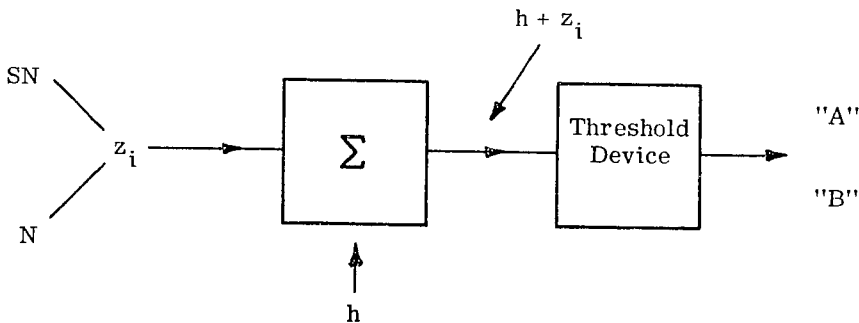 h + z_i
SN
"A"
Threshold
Device
z_i
Σ
"B"
N
h